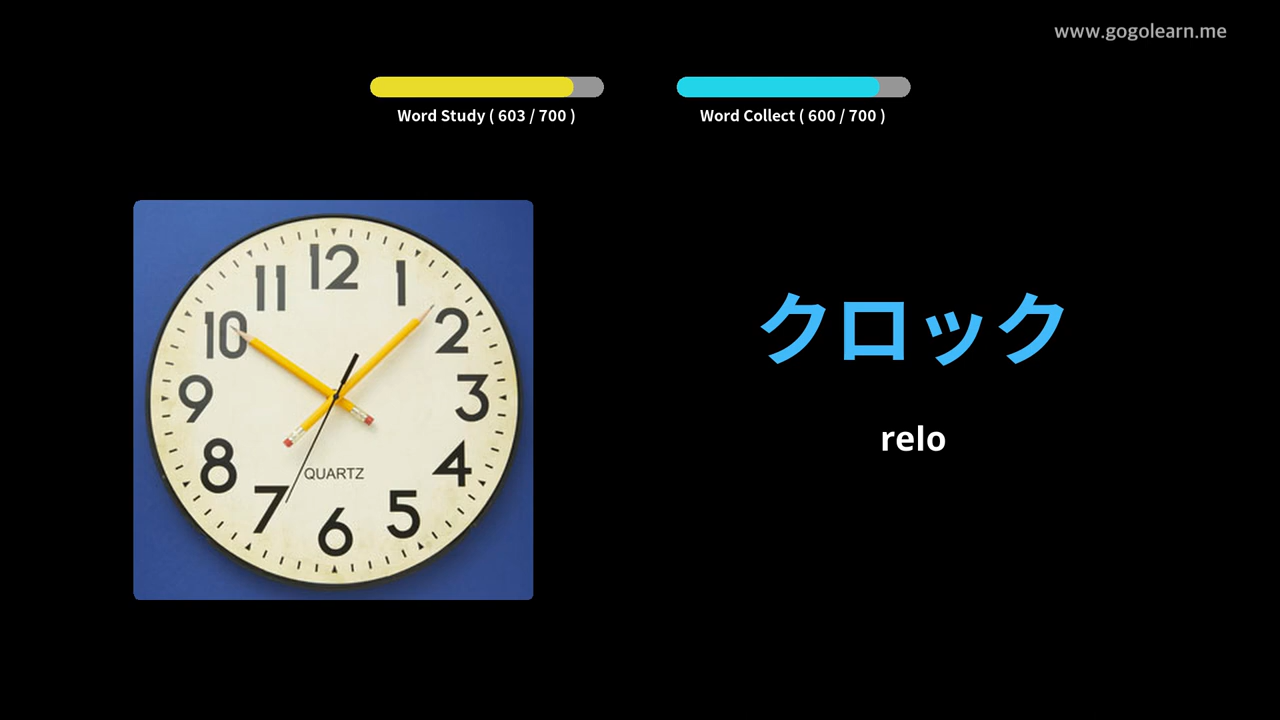 www.gogolearn.me
Word Study ( 603 / 700 )
Word Collect ( 600 / 700 )
12
11
1
10
2
9
3
8
4
QUARTZ
7
5
6
クロック
relo